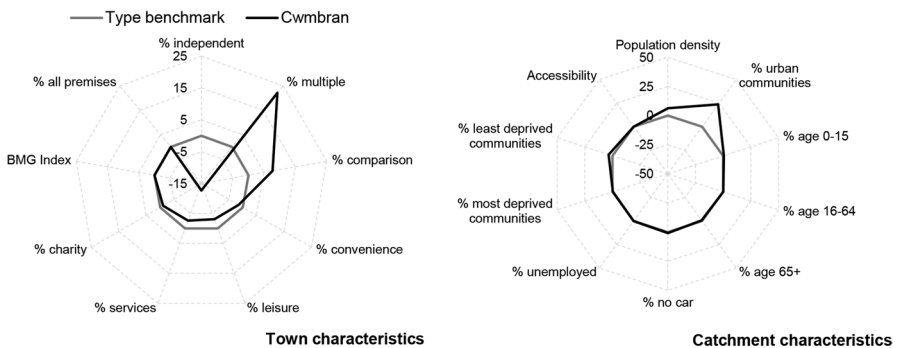 Type benchmark
Cwmbran
% independent
25
15
5
-5
-15
% multiple
% comparison
% convenience
% leisure
% services
% charity
BMG Index
% all premises
Town characteristics
Population density
50
25
0
-25
-50
% urban
communities
% age 0-15
% age 16-64
% age 65+
% no car
% unemployed
% most deprived
communities
% least deprived
communities
Accessibility
Catchment characteristics